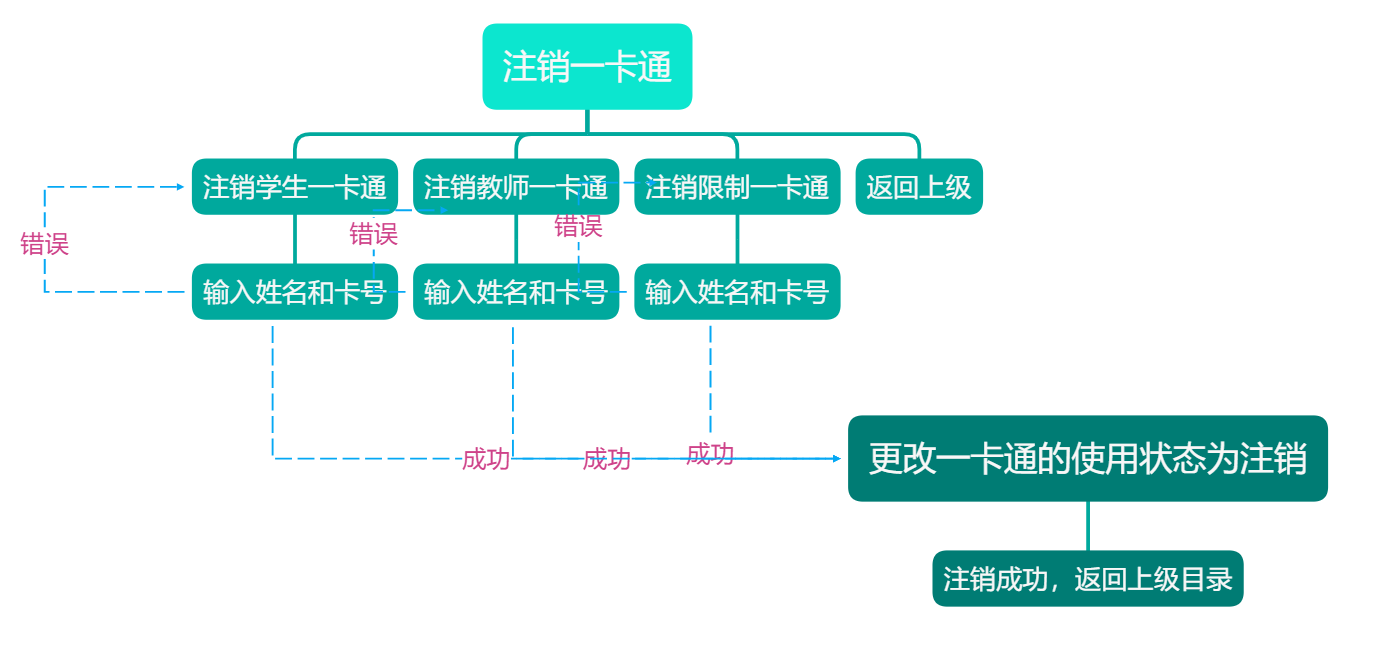 注销一卡通
注销学生一卡通
注销教师一卡通
注销限制一卡通
返回上级
错误
错误
错误
输入姓名和卡号
输入姓名和卡号
输入姓名和卡号
成功
成功
成功
更改一卡通的使用状态为注销
注销成功，返回上级目录